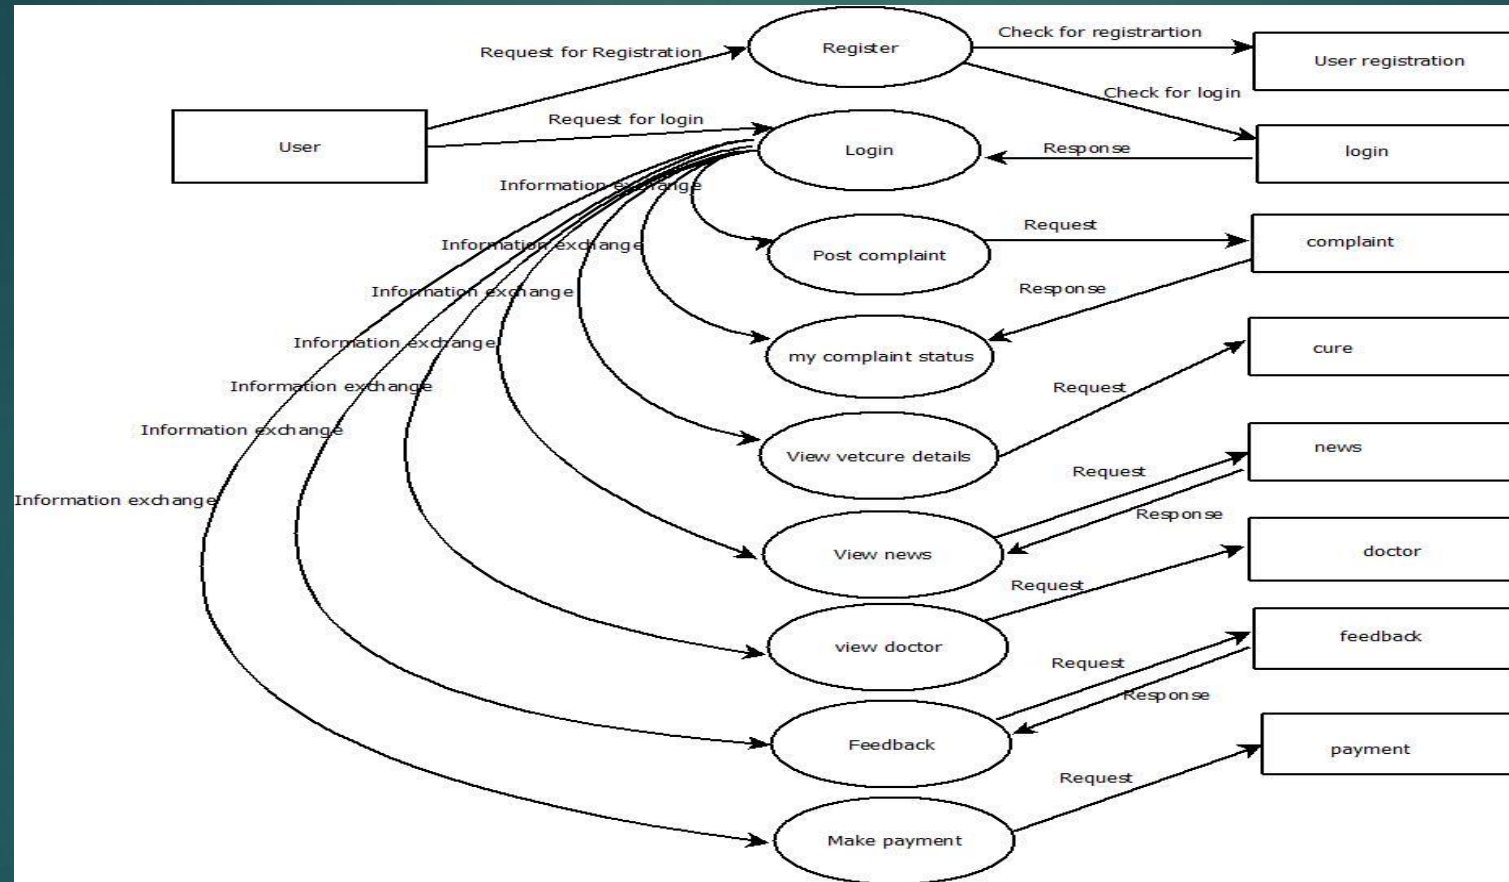 Register
Check for registrartion
Request for Registration
User registration
Check for login
Request for login
User
Login
Response
login
Information exchange
Request
complaint
Information exchange
Post complaint
Response
Information exchange
Information exchange
my complaint status
cure
Information exchange
Request
Information exchange
View vetcure details
news
Request
Information exchange
Response
View news
doctor
Request
view doctor
feedback
Request
Response
Feedback
payment
Request
Make payment